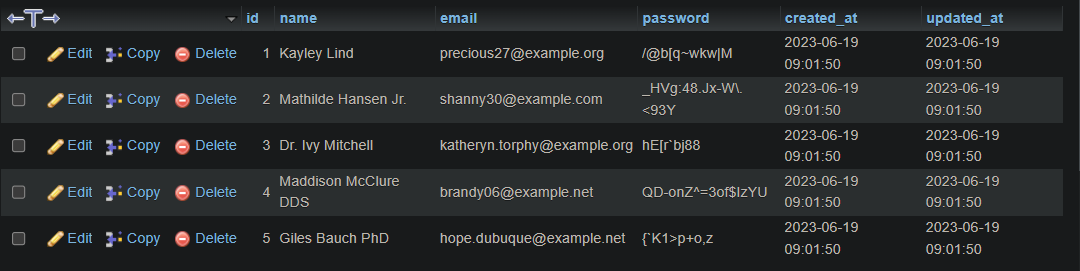 id name email password created_at updated_at
Edit Copy Delete 1 Kayley Lind precious27@example.org /@b[q~wkw|M 2023-06-19
09:01:50 2023-06-19
09:01:50
Edit Copy Delete 2 Mathilde Hansen Jr. shanny30@example.com _HVg:48.Jx-W\.
<93Y 2023-06-19
09:01:50 2023-06-19
09:01:50
Edit Copy Delete 3 Dr. Ivy Mitchell katheryn.torphy@example.org hE[r`bj88 2023-06-19
09:01:50 2023-06-19
09:01:50
Edit Copy Delete 4 Maddison McClure
DDS brandy06@example.net QD-onZ^=3of$IzYU 2023-06-19
09:01:50 2023-06-19
09:01:50
Edit Copy Delete 5 Giles Bauch PhD hope.dubuque@example.net {`K1>p+o,z 2023-06-19
09:01:50 2023-06-19
09:01:50